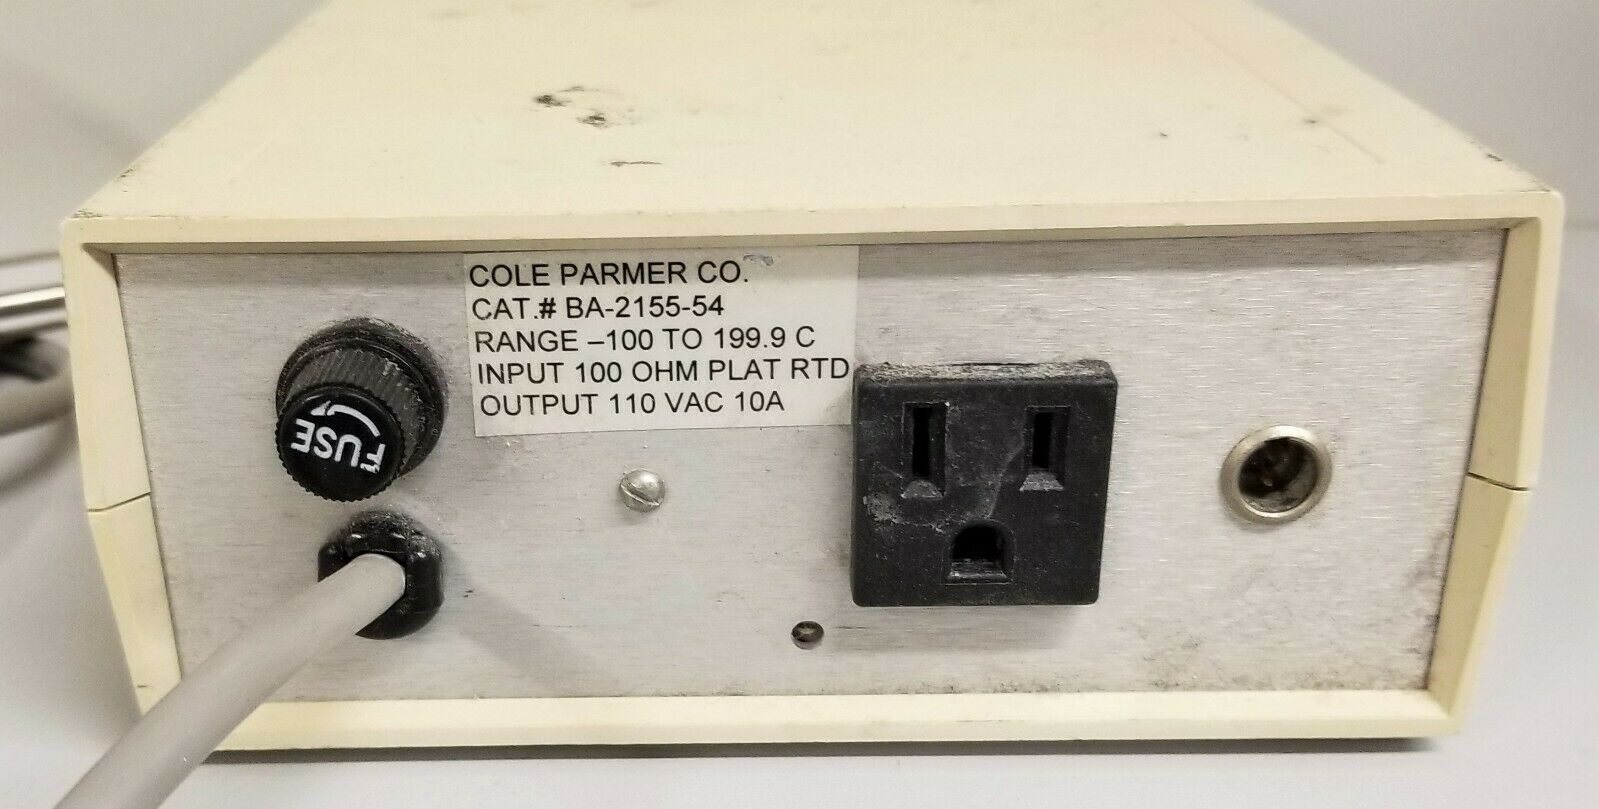 COLE PARMER CO.
CAT.# BA-2155-54
RANGE –100 TO 199.9 C
INPUT 100 OHM PLAT RTD
OUTPUT 110 VAC 10A
FUSE